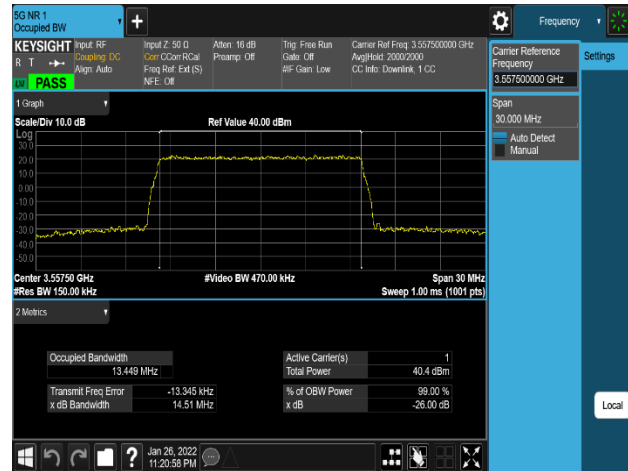 5G NR 1
Occupied BW
Frequency
KEYSIGHT
R T
PASS
Input: RF
Coupling: DC
Align: Auto
Input Z: 50 Ω
Corr CCorr RCal
Freq Ref: Ext (S)
NFE: Off
Atten: 16 dB
Preamp: Off
Trig: Free Run
Gate: Off
#IF Gain: Low
Carrier Ref Freq: 3.557500000 GHz
Avg|Hold: 2000/2000
CC Info: Downlink, 1 CC
Carrier Reference
Frequency
3.557500000 GHz
Settings
Span
30.000 MHz
Auto Detect
Manual
1 Graph
Scale/Div 10.0 dB
Ref Value 40.00 dBm
Log
30.0
20.0
10.0
0.00
-10.0
-20.0
-30.0
-40.0
-50.0
Center 3.55750 GHz
#Video BW 470.00 kHz
Span 30 MHz
#Res BW 150.00 kHz
Sweep 1.00 ms (1001 pts)
2 Metrics
Occupied Bandwidth
13.449 MHz
Active Carrier(s) 1
Total Power 40.4 dBm
Transmit Freq Error -13.345 kHz
x dB Bandwidth 14.51 MHz
% of OBW Power 99.00 %
x dB -26.00 dB
Local
?
Jan 26, 2022
11:20:58 PM